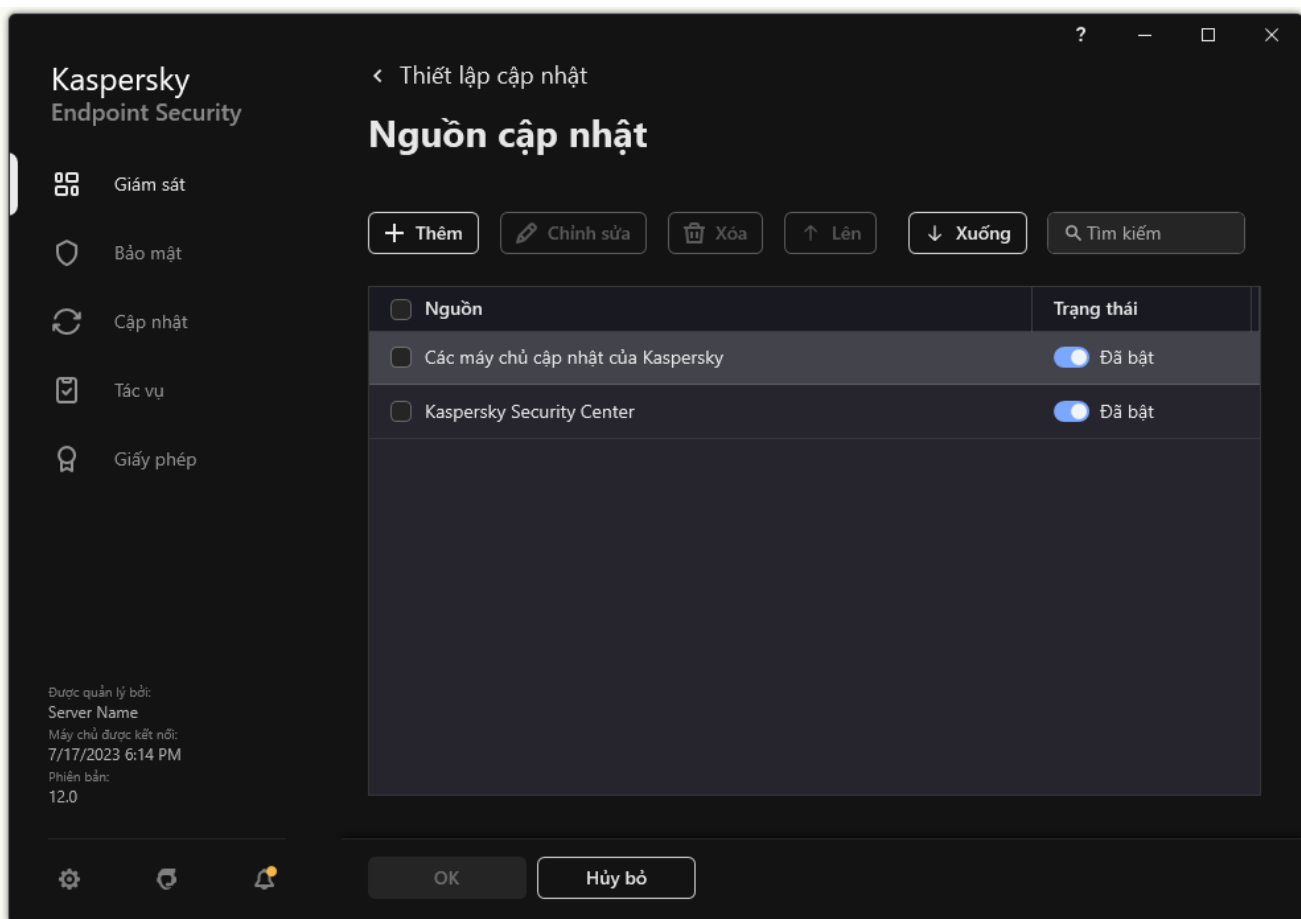 ?
Kaspersky
Endpoint Security
Giám sát
Bảo mật
Cập nhật
Tác vụ
Giấy phép
Được quản lý bởi:
Server Name
Máy chủ được kết nối:
7/17/2023 6:14 PM
Phiên bản:
12.0
Thiết lập cập nhật
Nguồn cập nhật
Thêm Chỉnh sửa Xóa Lên Xuống Tìm kiếm
Nguồn Trạng thái
Các máy chủ cập nhật của Kaspersky Đã bật
Kaspersky Security Center Đã bật
OK Hủy bỏ